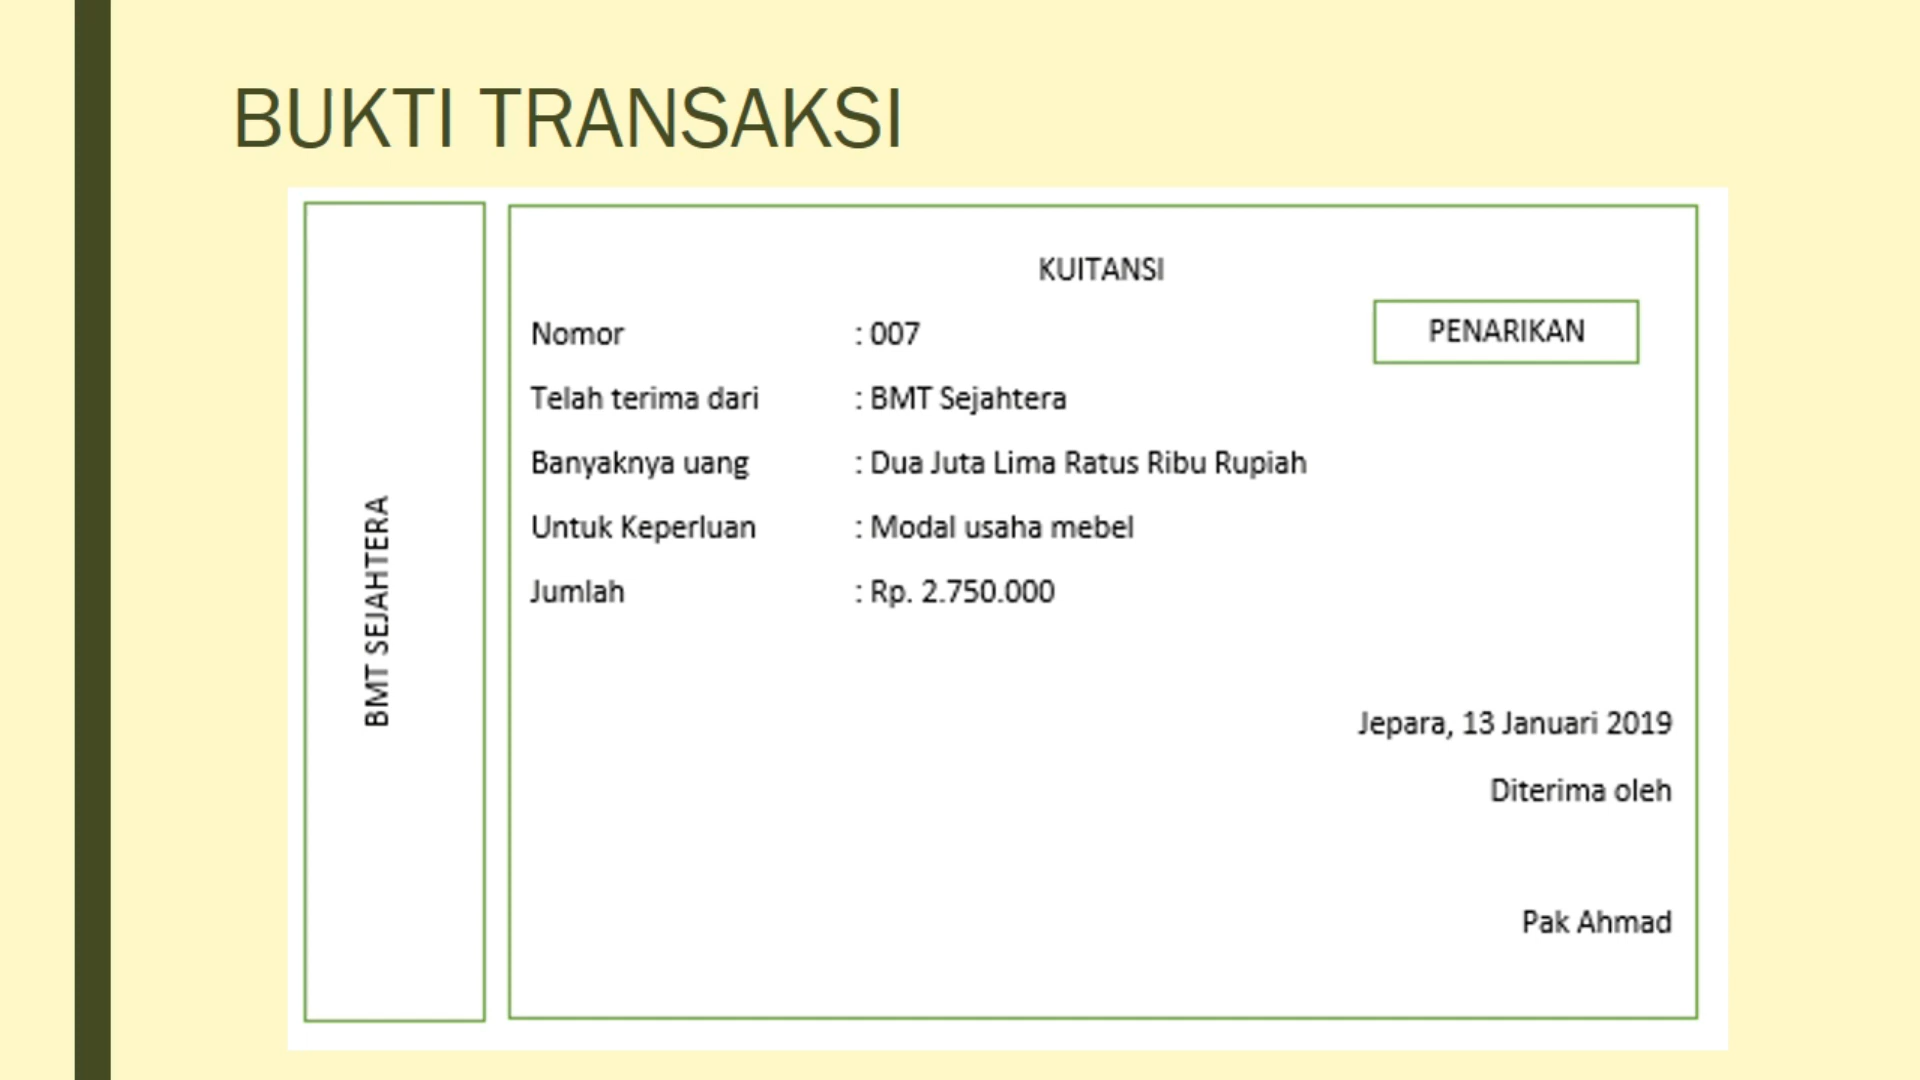 BUKTI TRANSAKSI
BMT SEJAHTERA
KUITANSI
PENARIKAN
Nomor : 007
Telah terima dari : BMT Sejahtera
Banyaknya uang : Dua Juta Lima Ratus Ribu Rupiah
Untuk Keperluan : Modal usaha mebel
Jumlah : Rp. 2.750.000
Jepara, 13 Januari 2019
Diterima oleh
Pak Ahmad